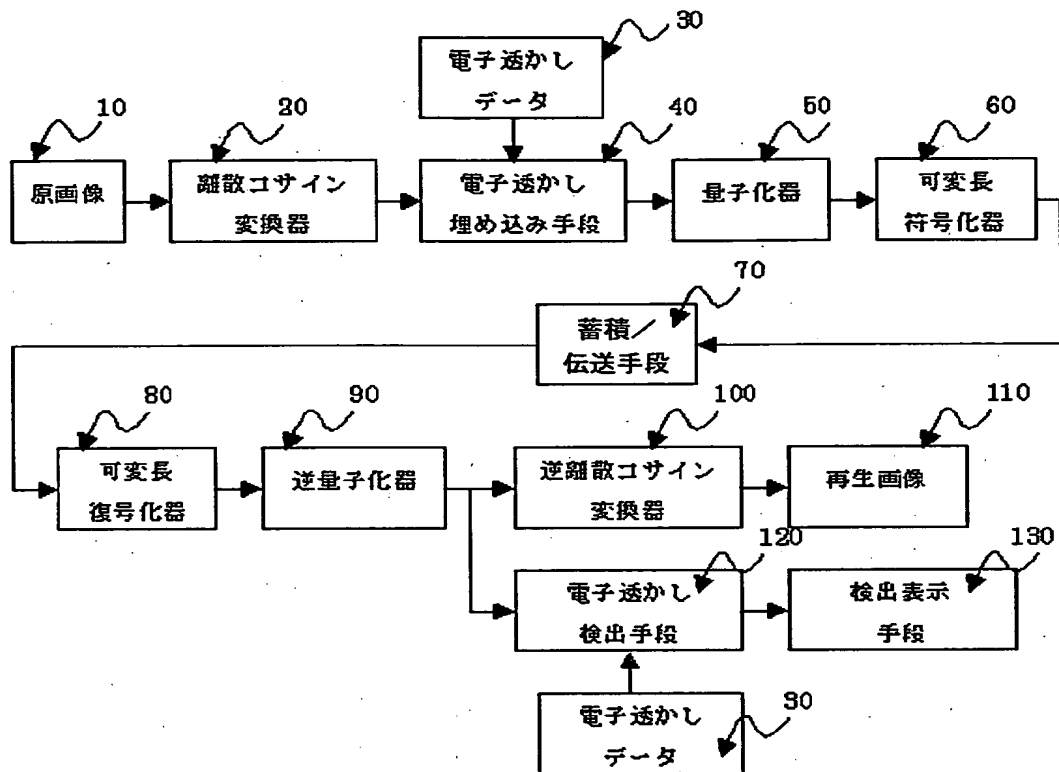 30
電子透かし
データ
10
20
40
50
60
原画像
離散コサイン
変換器
電子透かし
埋め込み手段
量子化器
可変長
符号化器
70
蓄積／
伝送手段
80
90
100
110
可変長
復号化器
逆量子化器
逆離散コサイン
変換器
再生画像
120
130
電子透かし
検出手段
検出表示
手段
30
電子透かし
データ